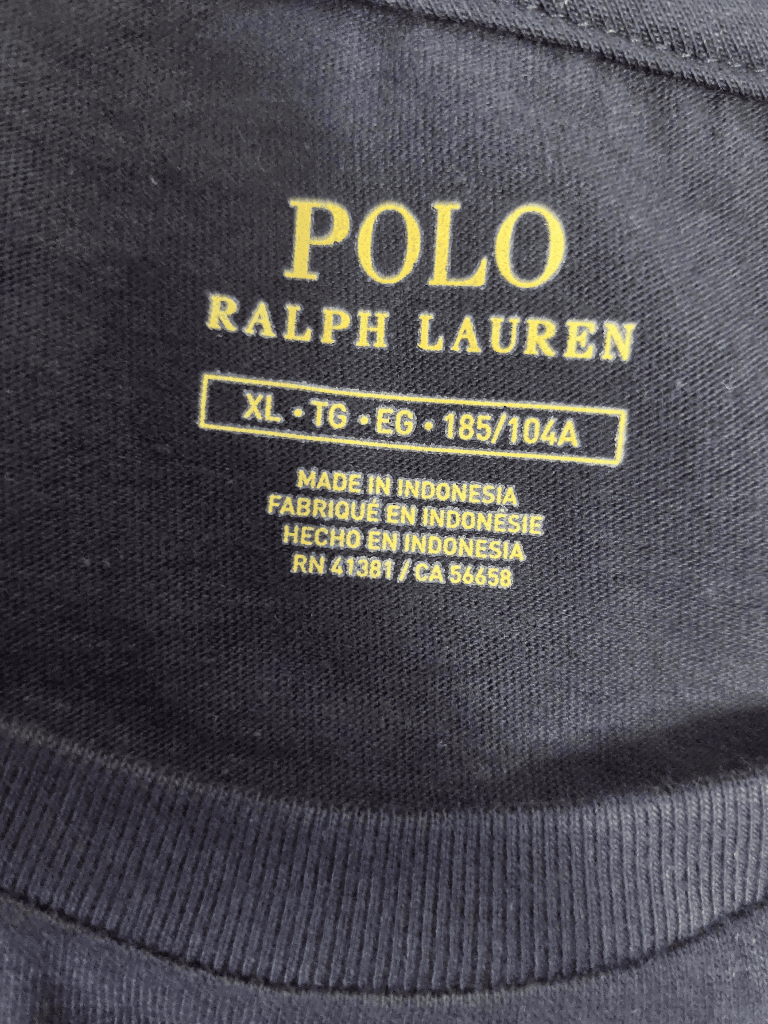 POLO
RALPH LAUREN
XL • TG • EG • 185/104A
MADE IN INDONESIA
FABRIQUÉ EN INDONÉSIE
HECHO EN INDONESIA
RN 41381 / CA 56658